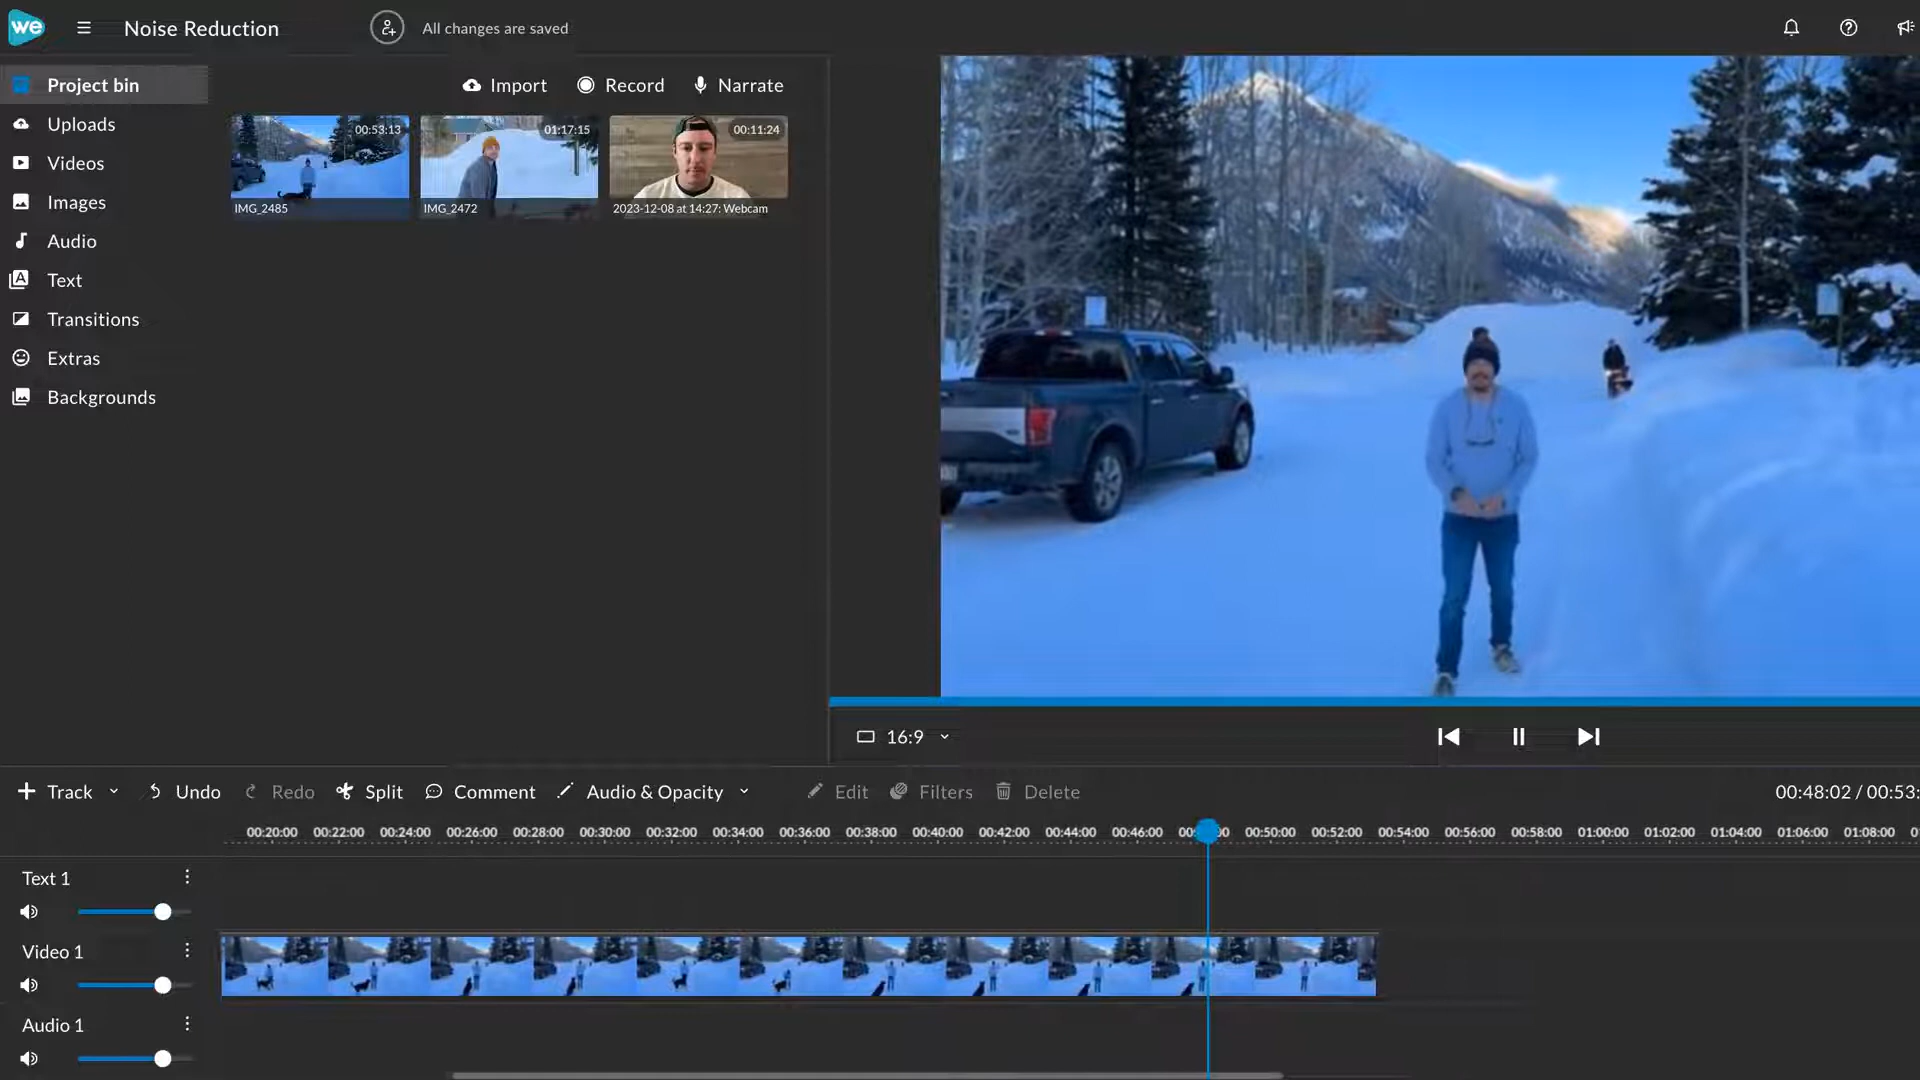 we
Noise Reduction
All changes are saved
Project bin
Uploads
Videos
Images
Audio
Text
Transitions
Extras
Backgrounds
Import
Record
Narrate
00:53:13
IMG_2485
01:17:15
IMG_2472
00:11:24
2023-12-08 at 14:27: Webcam
16:9
Track
Undo
Redo
Split
Comment
Audio & Opacity
Edit
Filters
Delete
00:48:02 / 00:53:
00:20:00 00:22:00 00:24:00 00:26:00 00:28:00 00:30:00 00:32:00 00:34:00 00:36:00 00:38:00 00:40:00 00:42:00 00:44:00 00:46:00 00:50:00 00:52:00 00:54:00 00:56:00 00:58:00 01:00:00 01:02:00 01:04:00 01:06:00 01:08:00
Text 1
Video 1
Audio 1